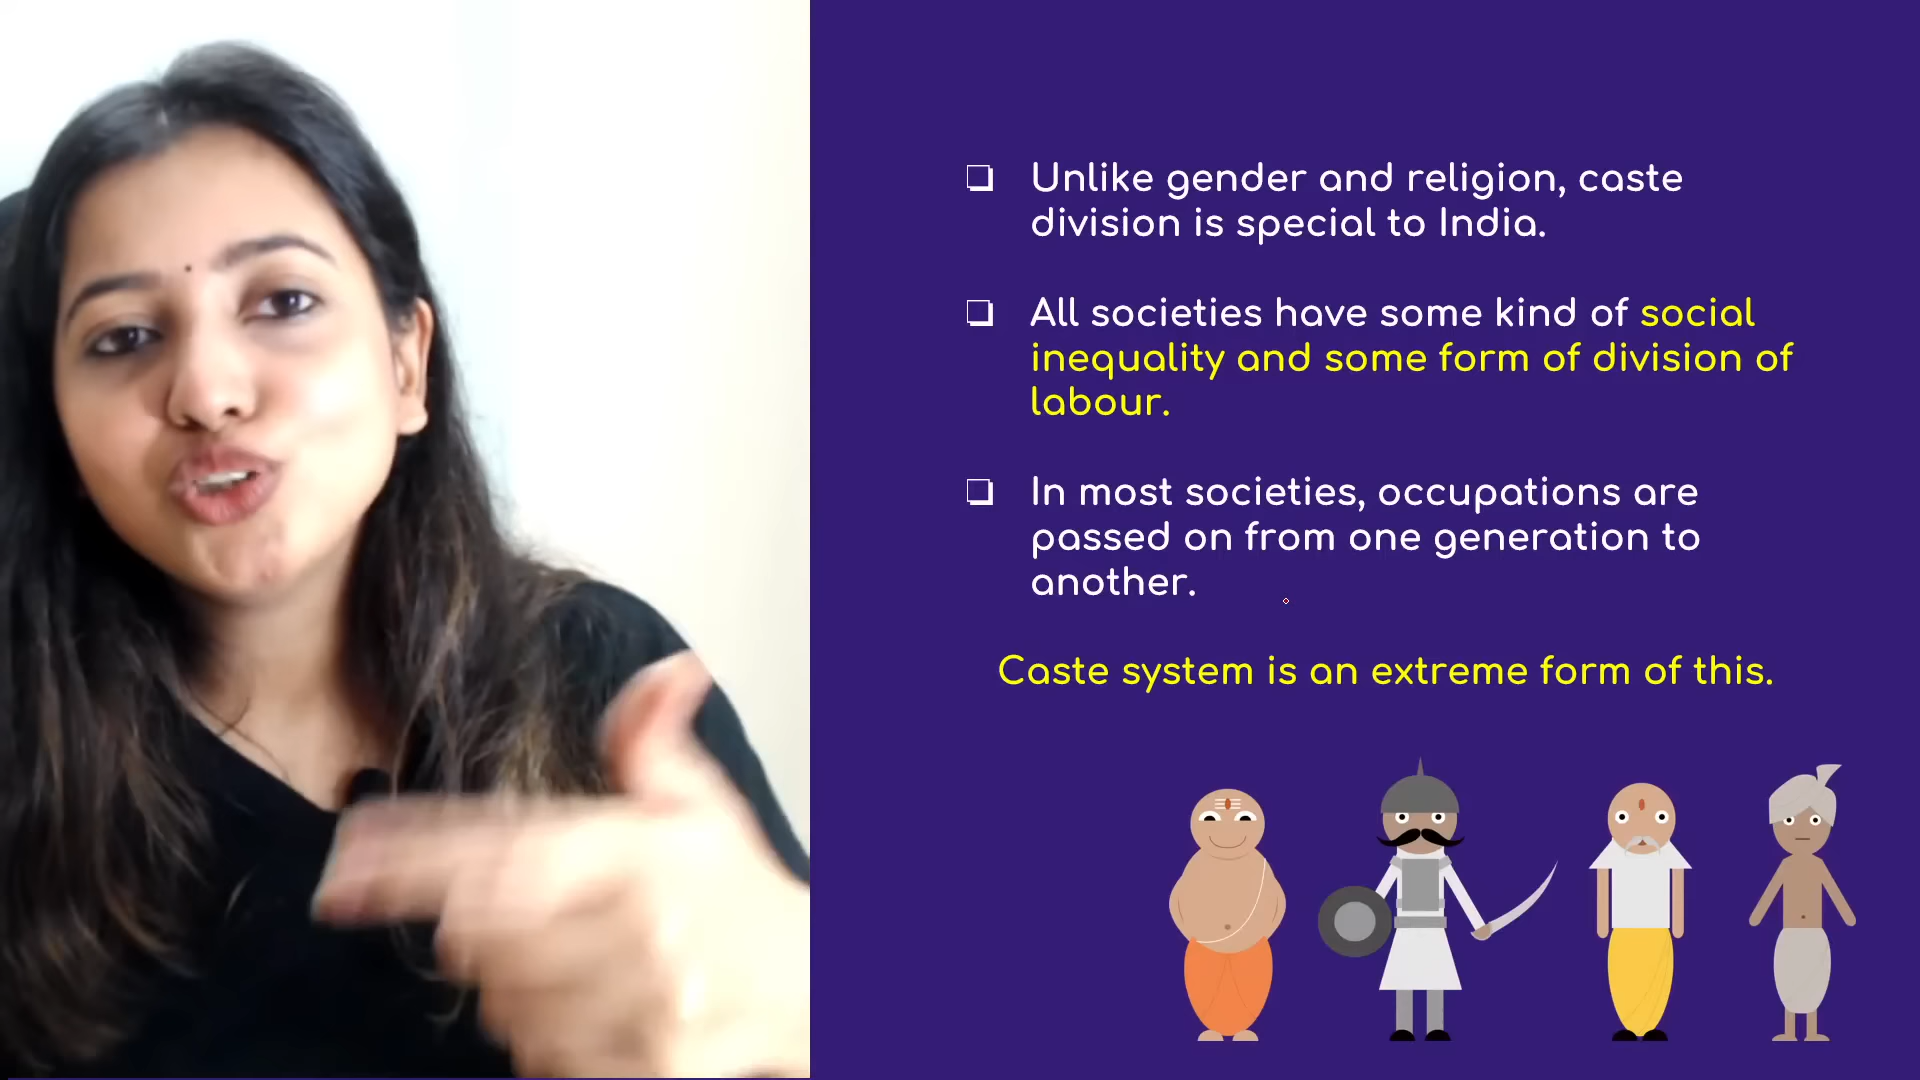 Unlike gender and religion, caste
division is special to India.
All societies have some kind of social
inequality and some form of division of
labour.
In most societies, occupations are
passed on from one generation to
another.
Caste system is an extreme form of this.